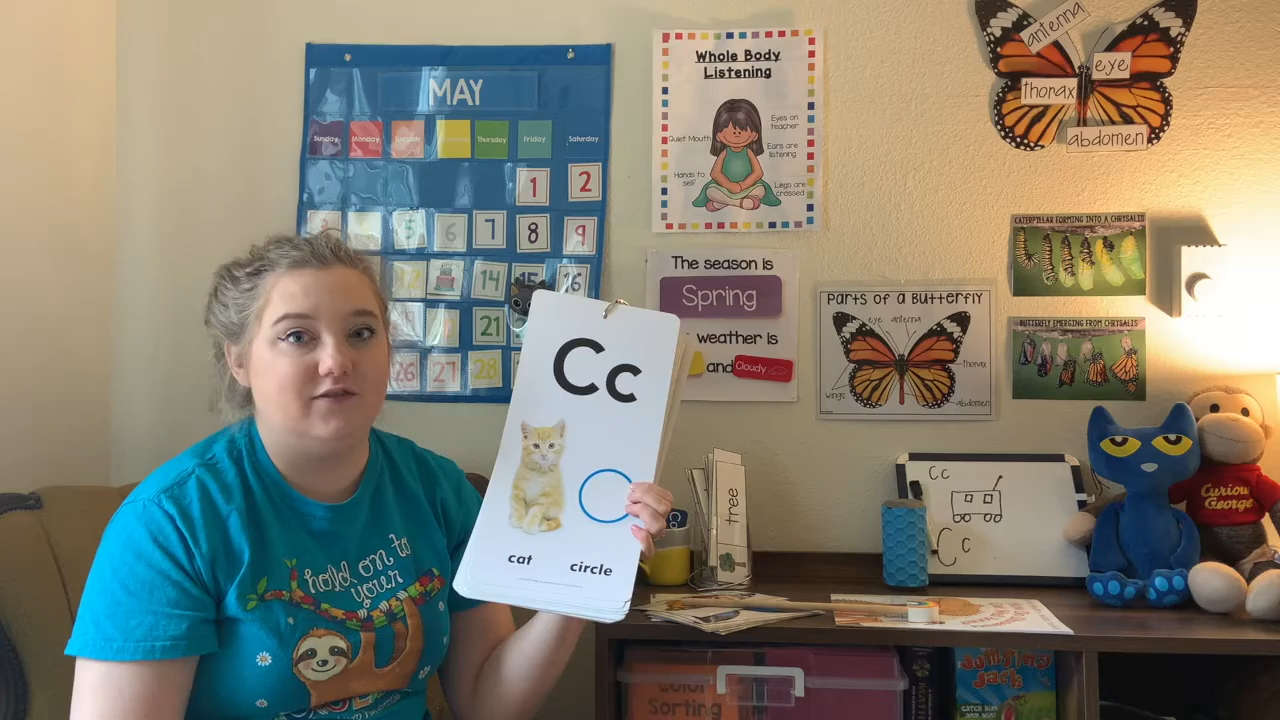 MAY
Sunday Monday Tuesday Thursday Friday Saturday
1 2
5 6 7 8 9
12 14 15 16
21
26 27 28
Whole Body
Listening
Quiet Mouth
Eyes on
teacher
Ears are
listening
Hands to
self
Legs are
crossed
The season is
Spring
weather is
and Cloudy
antenna
eye
thorax
abdomen
CATERPILLAR FORMING INTO A CHRYSALIS
BUTTERFLY EMERGING FROM CHRYSALIS
Parts of a Butterfly
eye antenna
thorax
wings
abdomen
Cc
cat circle
hold on to
your
tree
Cc
Cc
Curious
George
Color
Sorting
Jack